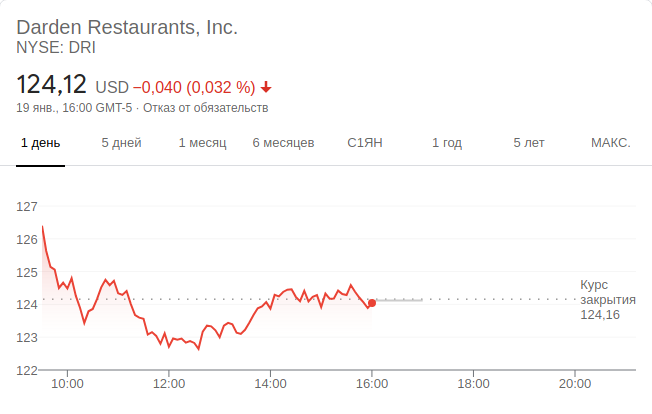 Darden Restaurants, Inc.
NYSE: DRI
124,12 USD −0,040 (0,032 %)
19 янв., 16:00 GMT-5 · Отказ от обязательств
1 день 5 дней 1 месяц 6 месяцев С1ЯН 1 год 5 лет МАКС.
127
126
125
124
123
122
Курс
закрытия
124,16
10:00 12:00 14:00 16:00 18:00 20:00